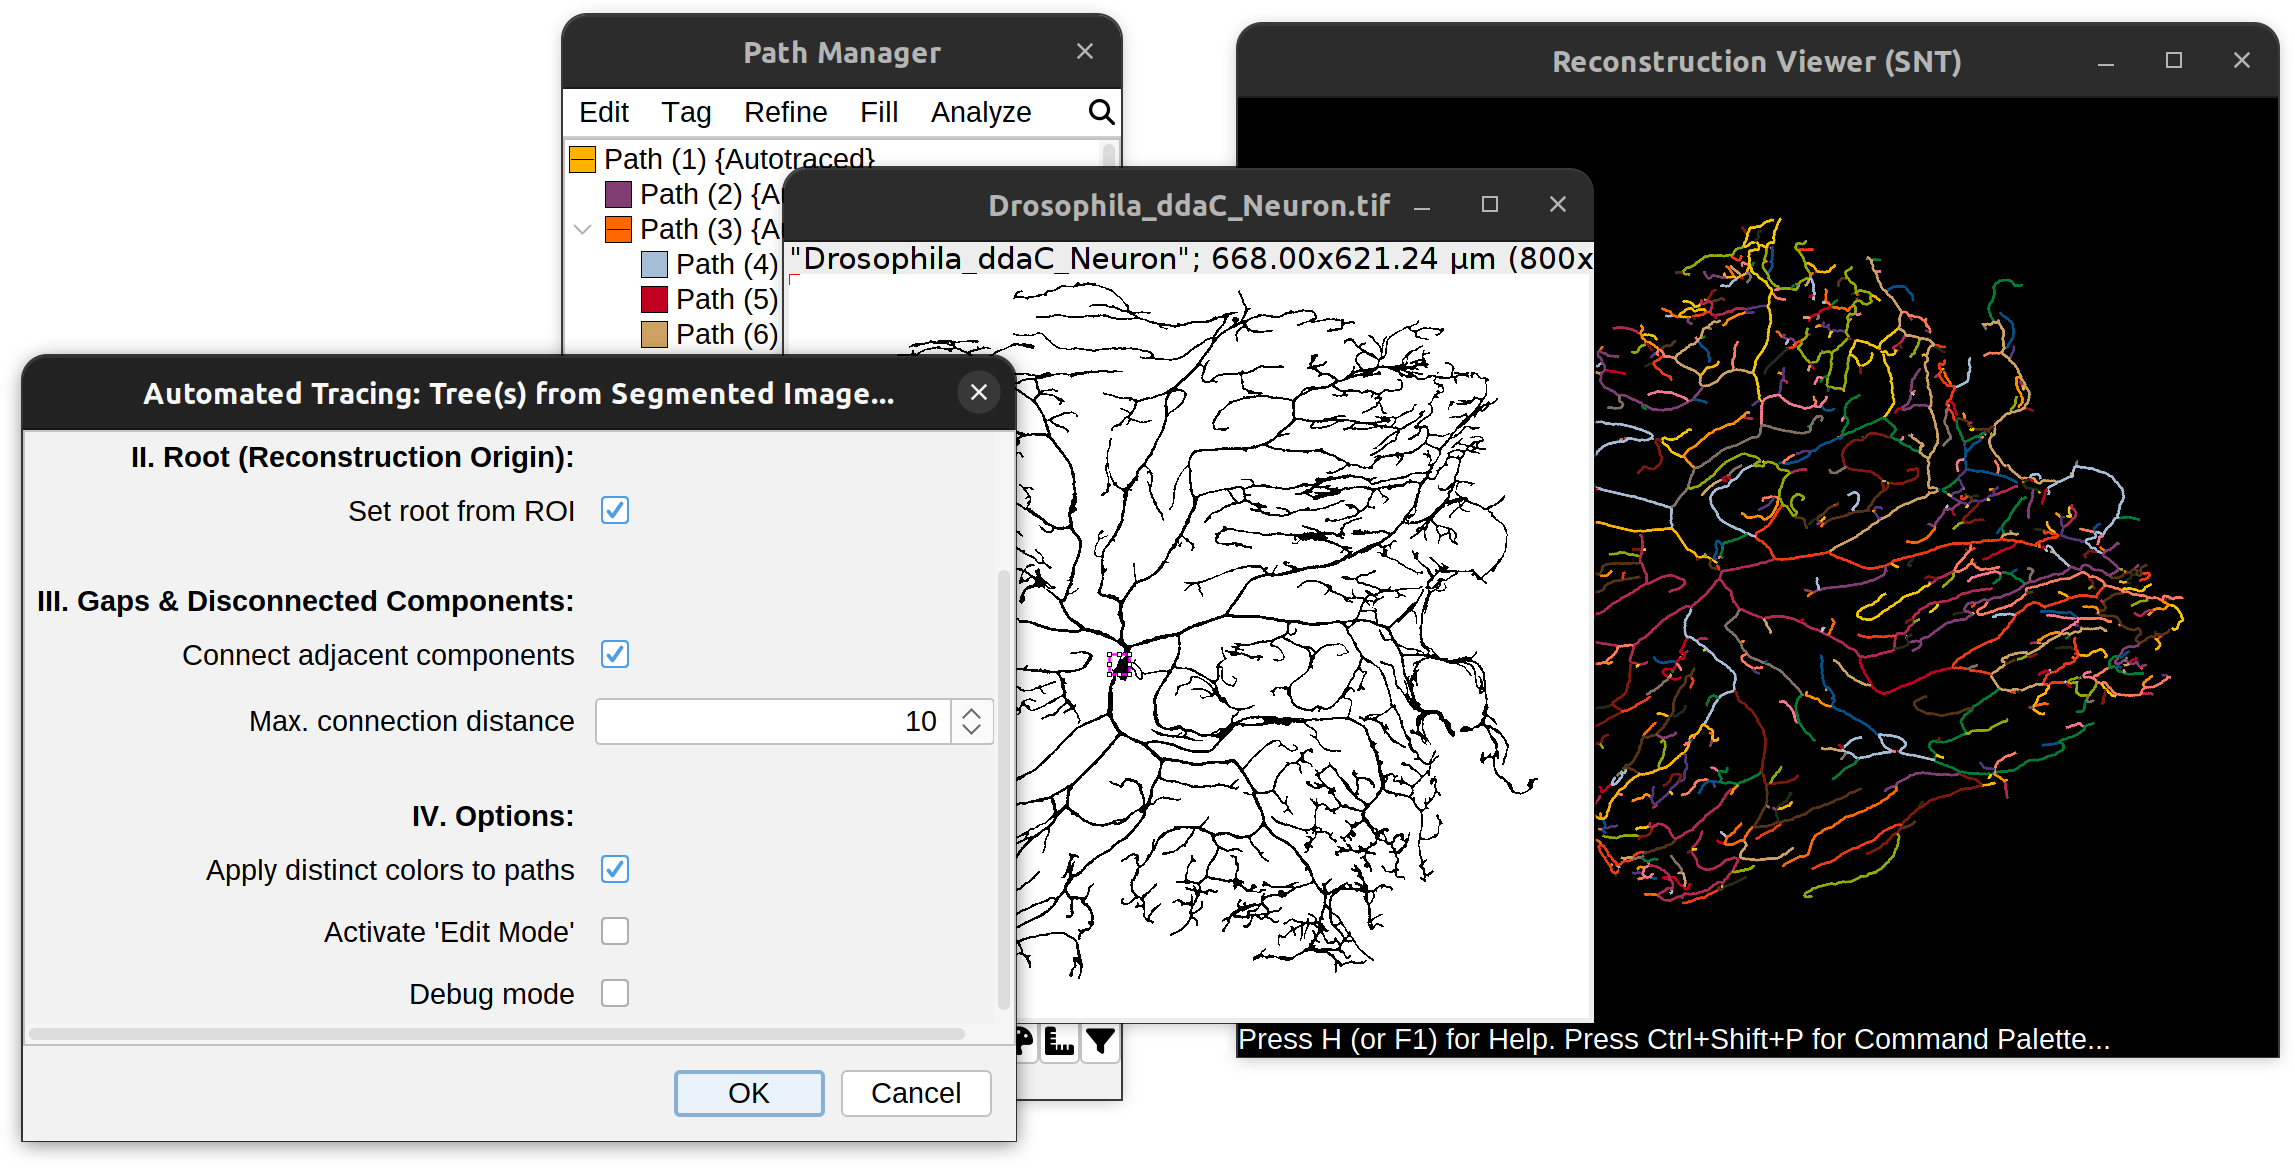 Path Manager
Edit Tag Refine Fill Analyze
Path (1) {Autotraced}
Path (2) {A
Path (3) {A
Path (4)
Path (5)
Path (6)
Reconstruction Viewer (SNT)
Press H (or F1) for Help. Press Ctrl+Shift+P for Command Palette...
Drosophila_ddaC_Neuron.tif
"Drosophila_ddaC_Neuron"; 668.00x621.24 µm (800x
Automated Tracing: Tree(s) from Segmented Image...
II. Root (Reconstruction Origin):
Set root from ROI
III. Gaps & Disconnected Components:
Connect adjacent components
Max. connection distance 10
IV. Options:
Apply distinct colors to paths
Activate 'Edit Mode'
Debug mode
OK Cancel